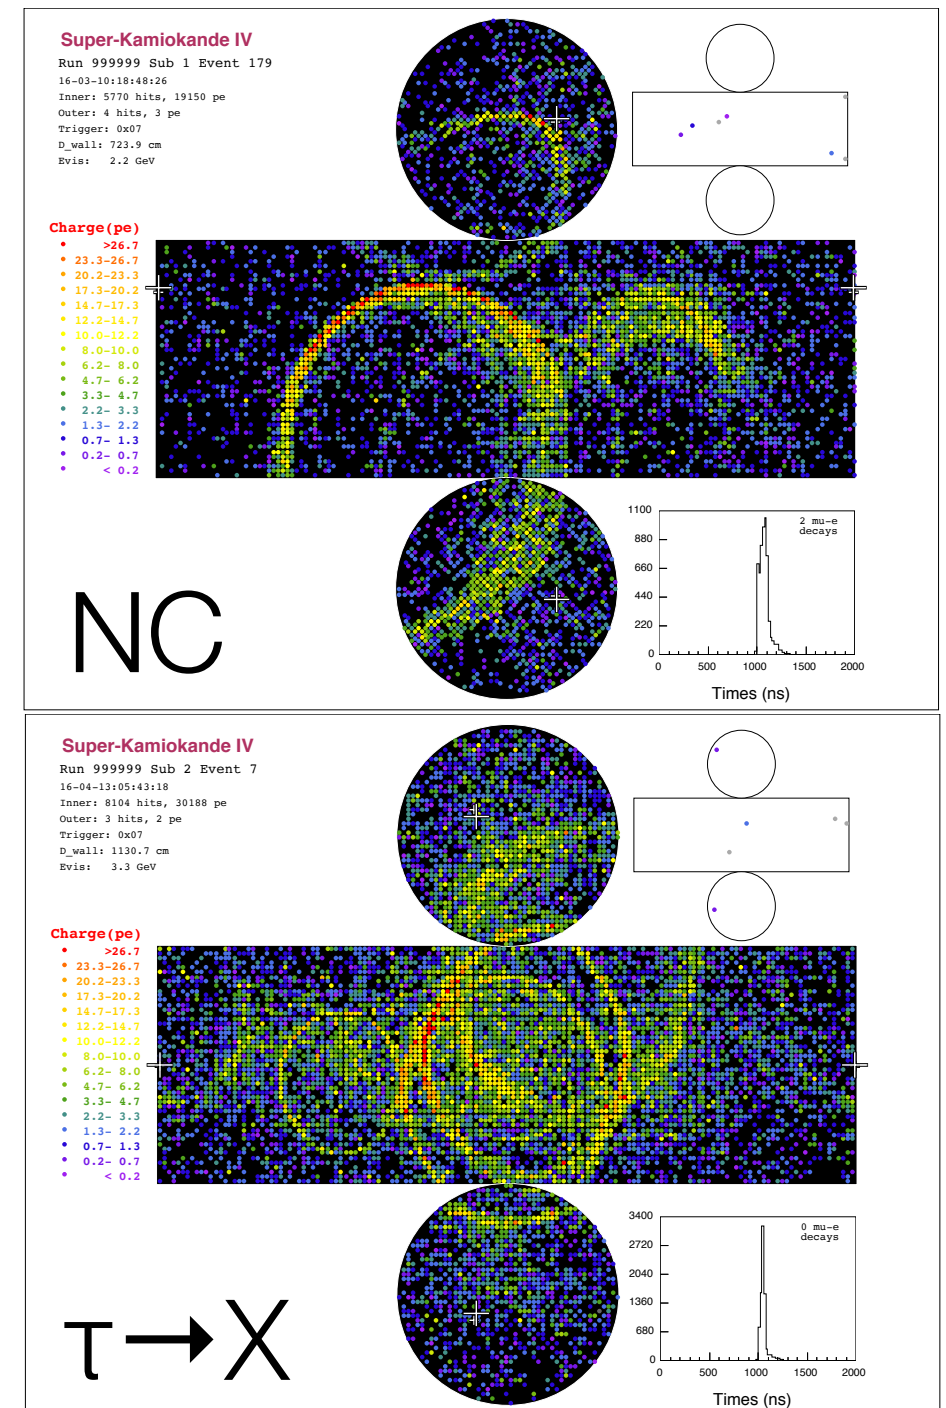 Super-Kamiokande IV
Run 999999 Sub 1 Event 179
16-03-10:18:48:26
Inner: 5770 hits, 19150 pe
Outer: 4 hits, 3 pe
Trigger: 0x07
D_wall: 723.9 cm
Evis:   2.2 GeV
Charge(pe)
>26.7
23.3-26.7
20.2-23.3
17.3-20.2
14.7-17.3
12.2-14.7
10.0-12.2
8.0-10.0
6.2- 8.0
4.7- 6.2
3.3- 4.7
2.2- 3.3
1.3- 2.2
0.7- 1.3
0.2- 0.7
< 0.2
NC
2 mu-e
decays
1100
880
660
440
220
0
0 500 1000 1500 2000
Times (ns)
Super-Kamiokande IV
Run 999999 Sub 2 Event 7
16-04-13:05:43:18
Inner: 8104 hits, 30188 pe
Outer: 3 hits, 2 pe
Trigger: 0x07
D_wall: 1130.7 cm
Evis:   3.3 GeV
Charge(pe)
>26.7
23.3-26.7
20.2-23.3
17.3-20.2
14.7-17.3
12.2-14.7
10.0-12.2
8.0-10.0
6.2- 8.0
4.7- 6.2
3.3- 4.7
2.2- 3.3
1.3- 2.2
0.7- 1.3
0.2- 0.7
< 0.2
τ→X
0 mu-e
decays
3400
2720
2040
1360
680
0
0 500 1000 1500 2000
Times (ns)